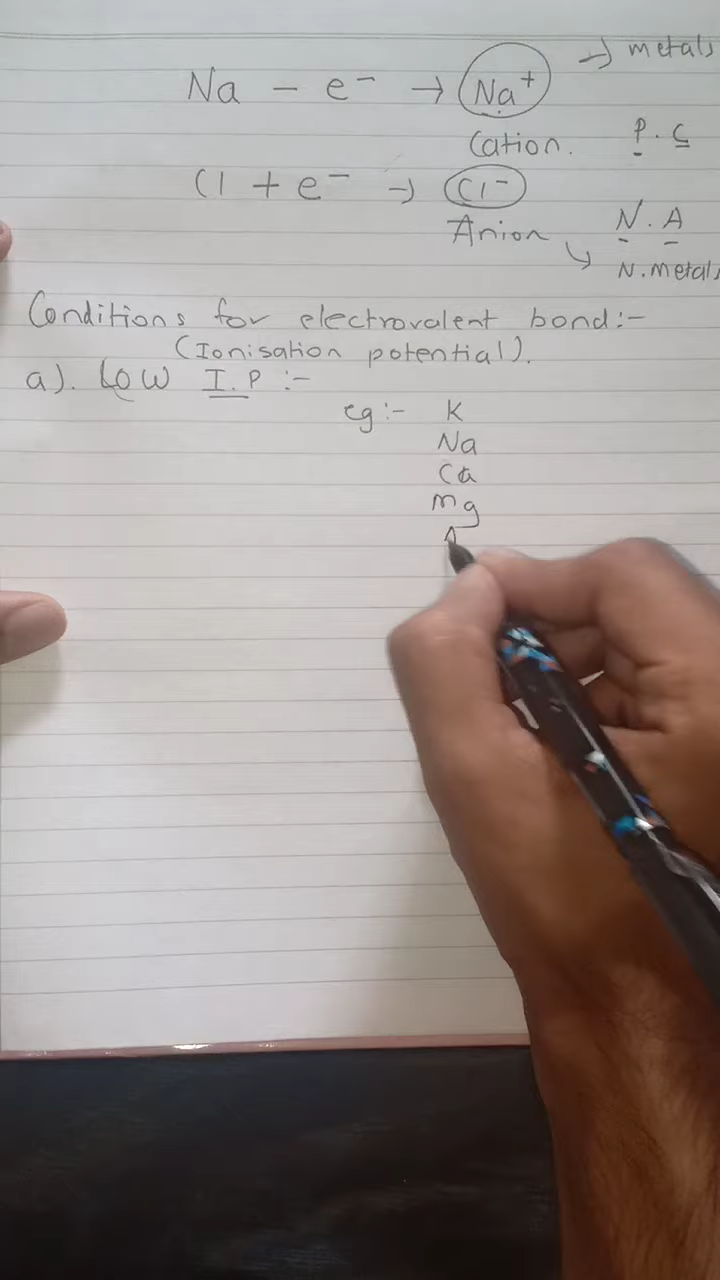 Na - e⁻ → Na⁺ → metals
Cation. P.C
Cl + e⁻ → Cl⁻
Anion N.A
↳ N.metals
Conditions for electrovalent bond:-
(Ionisation potential).
a). Low I.P :-
eg:- K
Na
Ca
Mg
A